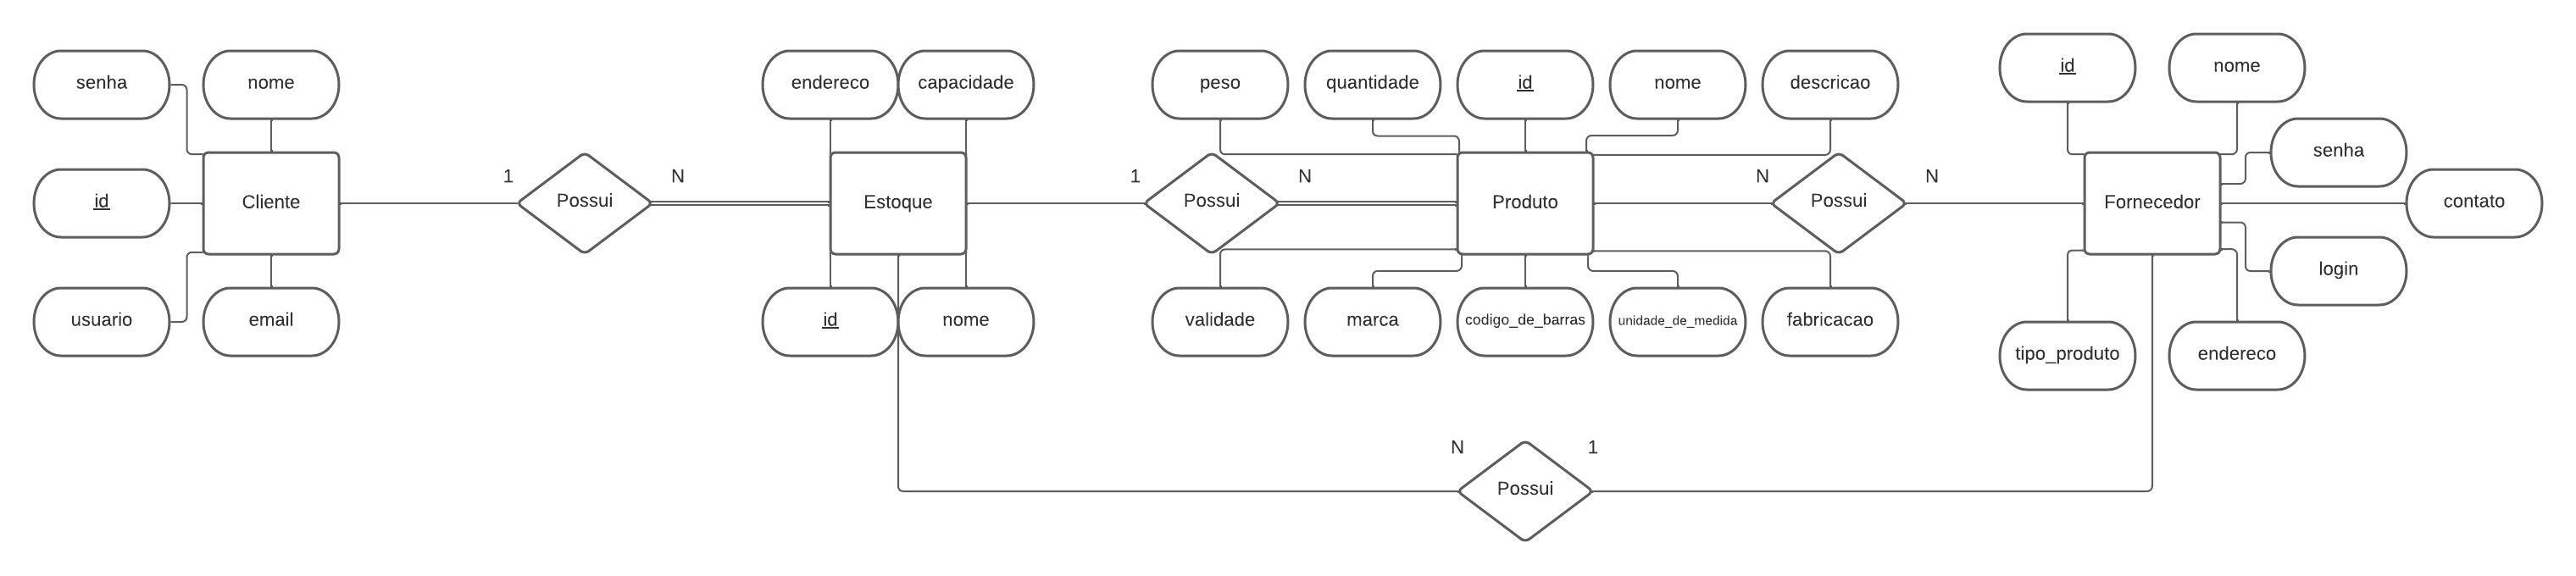 id
nome
senha
nome
endereco
capacidade
peso
quantidade
id
nome
descricao
senha
1
N
1
N
N
N
id
Cliente
Possui
Estoque
Possui
Produto
Possui
Fornecedor
contato
login
usuario
email
id
nome
validade
marca
codigo_de_barras
unidade_de_medida
fabricacao
tipo_produto
endereco
N
1
Possui